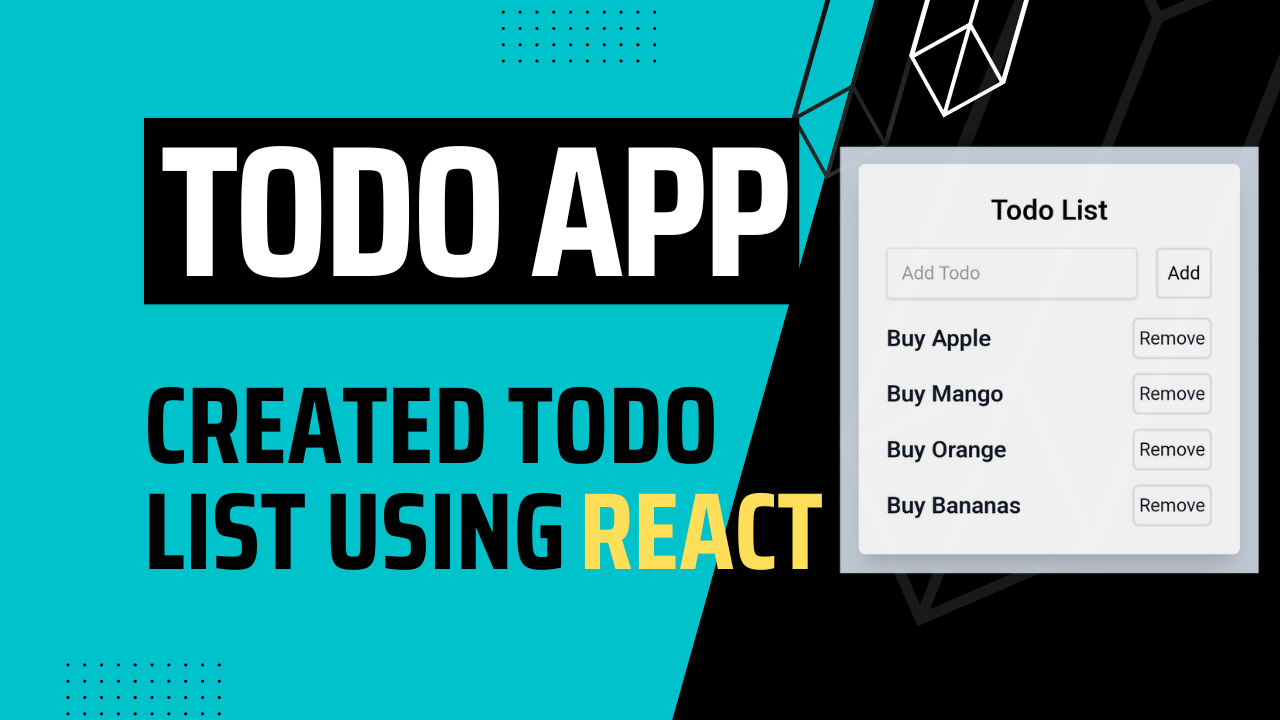 TODO APP
CREATED TODO
LIST USING REACT
Todo List
Add Todo
Add
Buy Apple
Remove
Buy Mango
Remove
Buy Orange
Remove
Buy Bananas
Remove